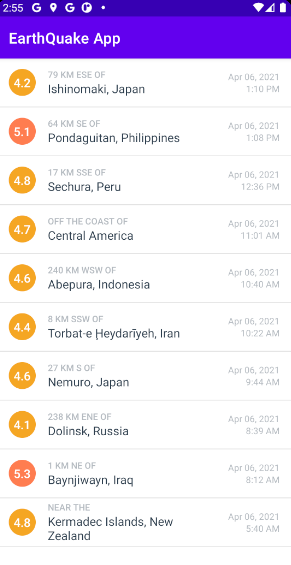 2:55
EarthQuake App
4.2
79 KM ESE OF
Ishinomaki, Japan
Apr 06, 2021
1:10 PM
5.1
64 KM SE OF
Pondaguitan, Philippines
Apr 06, 2021
1:08 PM
4.8
17 KM SSE OF
Sechura, Peru
Apr 06, 2021
12:36 PM
4.7
OFF THE COAST OF
Central America
Apr 06, 2021
11:01 AM
4.6
240 KM WSW OF
Abepura, Indonesia
Apr 06, 2021
10:40 AM
4.4
8 KM SSW OF
Torbat-e Ḩeydarīyeh, Iran
Apr 06, 2021
10:22 AM
4.6
27 KM S OF
Nemuro, Japan
Apr 06, 2021
9:44 AM
4.1
238 KM ENE OF
Dolinsk, Russia
Apr 06, 2021
8:39 AM
5.3
1 KM NE OF
Baynjiwayn, Iraq
Apr 06, 2021
8:12 AM
4.8
NEAR THE
Kermadec Islands, New
Zealand
Apr 06, 2021
5:40 AM